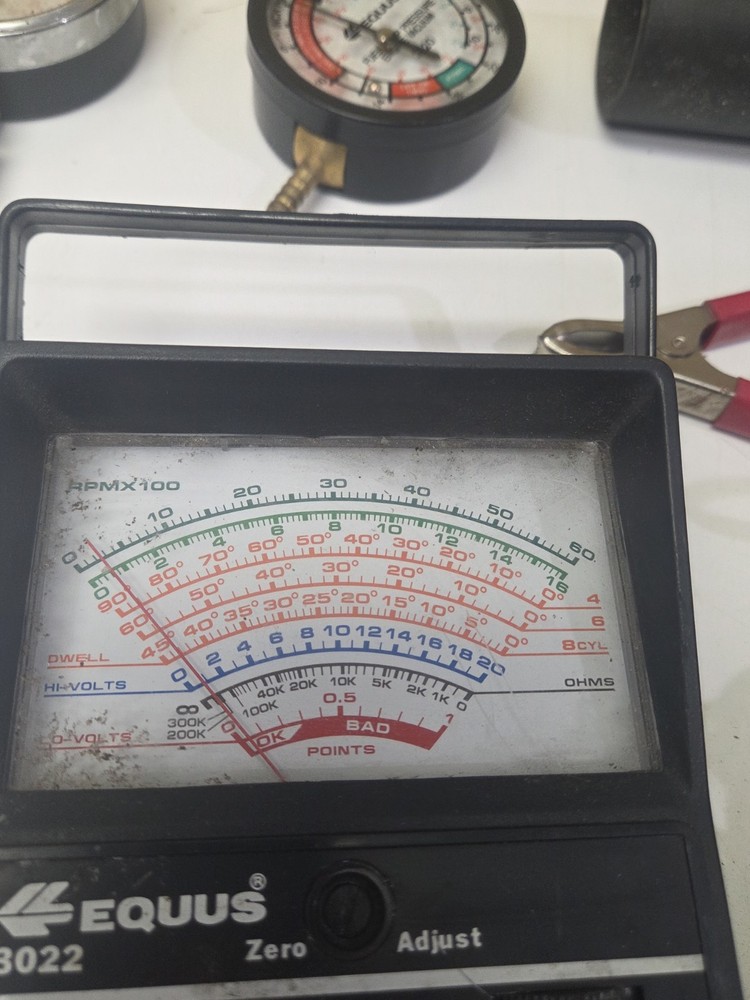 EQUUS
RPMX100
0 10 20 30 40 50 60
0 2 4 6 8 10 12 14 16
90° 80° 70° 60° 50° 40° 30° 20° 10° 0° 4
60° 50° 40° 30° 20° 10° 0° 6
DWELL 45° 40° 35° 30° 25° 20° 15° 10° 5° 0° 8CYL
HI-VOLTS 0 2 4 6 8 10 12 14 16 18 20
∞ 300K 200K 100K 40K 20K 10K 5K 2K 1K 0 OHMS
O-VOLTS 0 0.5 1
OK BAD
POINTS
EQUUS®
3022
Zero Adjust